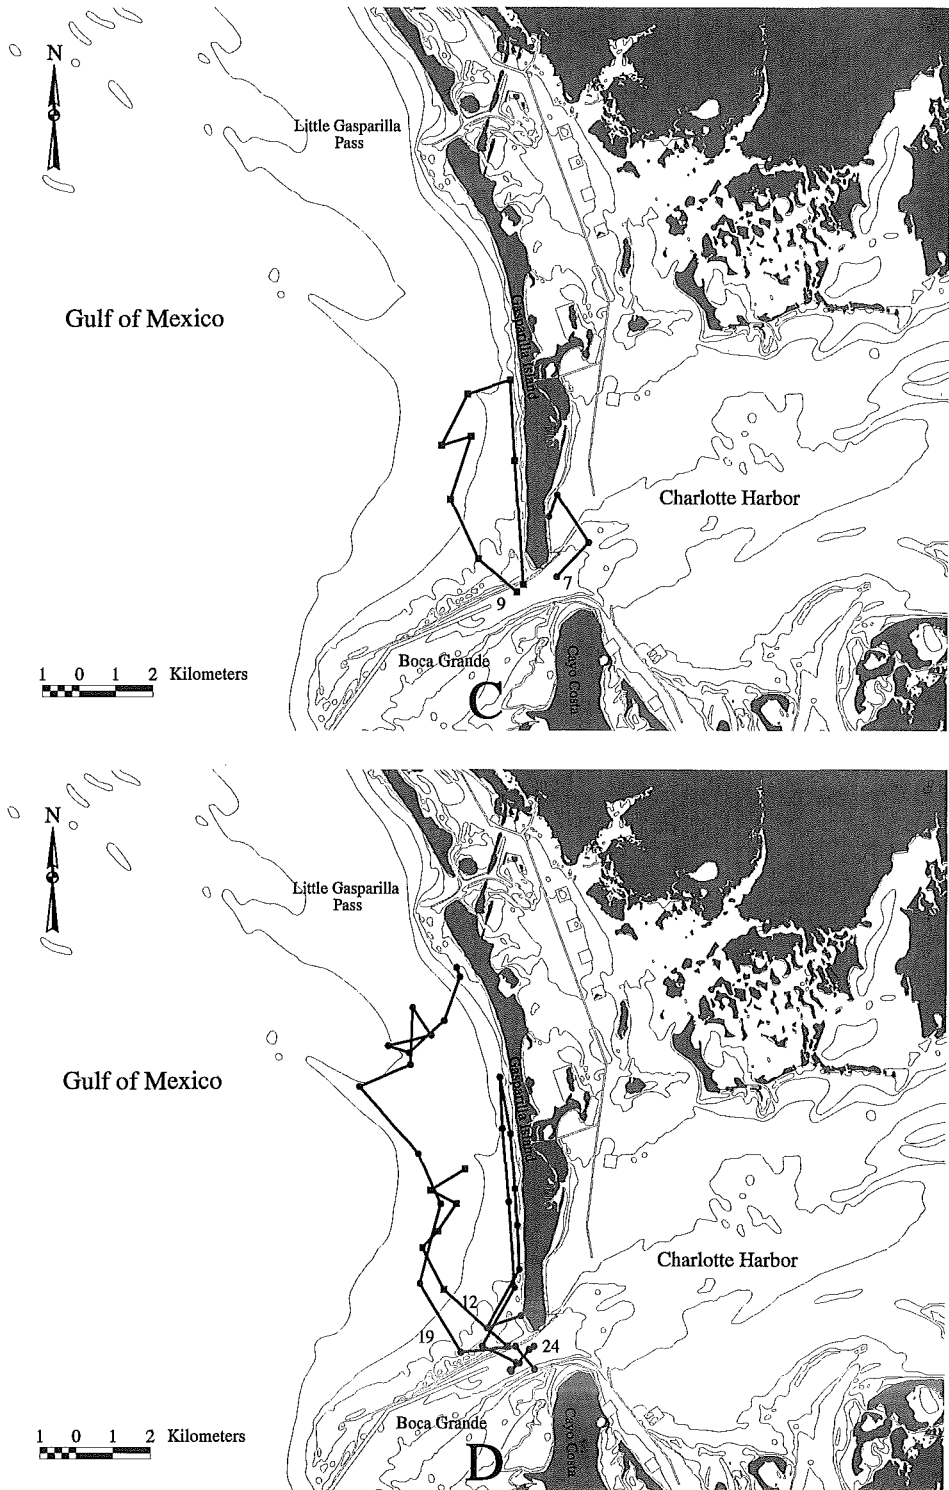 N
Little Gasparilla
Pass
Gulf of Mexico
Gasparilla Island
Charlotte Harbor
7
9
Boca Grande
Cayo Costa
1 0 1 2 Kilometers
C
N
Little Gasparilla
Pass
Gulf of Mexico
Gasparilla Island
Charlotte Harbor
12
19
24
Boca Grande
Cayo Costa
1 0 1 2 Kilometers
D